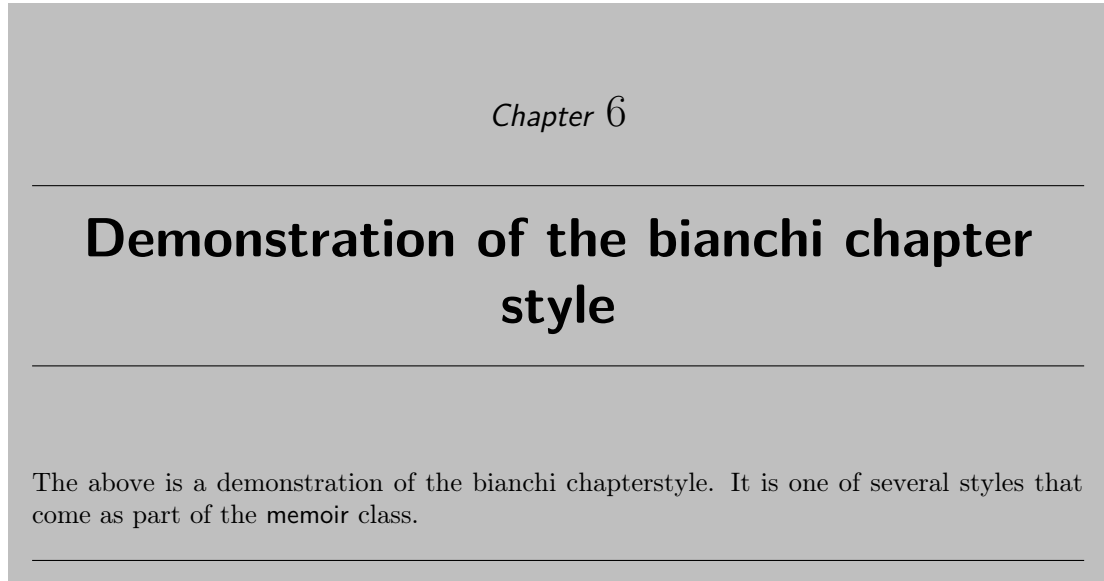 Chapter 6
Demonstration of the bianchi chapter
style
The above is a demonstration of the bianchi chapterstyle. It is one of several styles that
come as part of the memoir class.